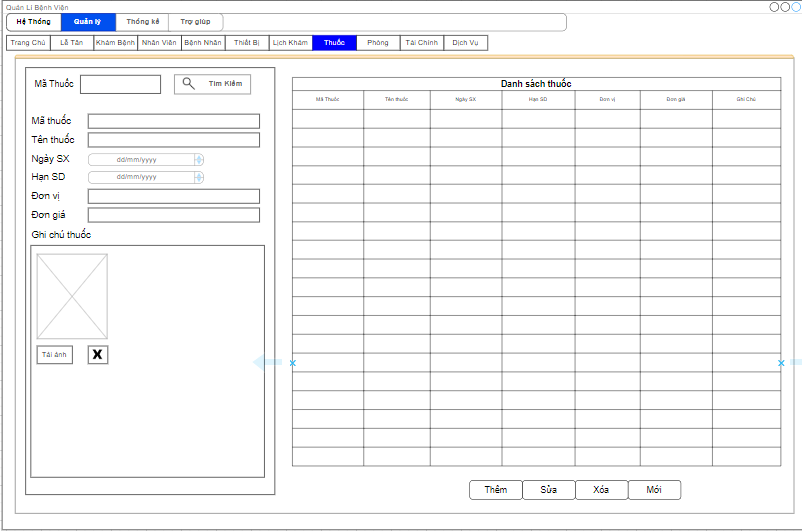 Quản Lí Bệnh Viện
Hệ Thống Quản lý Thống kê Trợ giúp
Trang Chủ Lễ Tân Khám Bệnh Nhân Viên Bệnh Nhân Thiết Bị Lịch Khám Thuốc Phòng Tài Chính Dịch Vụ
Mã Thuốc Tìm Kiếm
Mã thuốc
Tên thuốc
Ngày SX dd/mm/yyyy
Hạn SD dd/mm/yyyy
Đơn vị
Đơn giá
Ghi chú thuốc
Tải ảnh X
Danh sách thuốc
Mã Thuốc Tên thuốc Ngày SX Hạn SD Đơn vị Đơn giá Ghi Chú
Thêm Sửa Xóa Mới